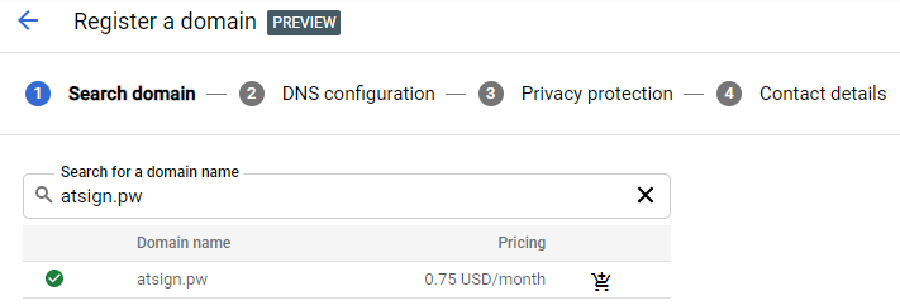 Register a domain PREVIEW
1 Search domain 2 DNS configuration 3 Privacy protection 4 Contact details
Search for a domain name
atsign.pw
Domain name Pricing
atsign.pw 0.75 USD/month